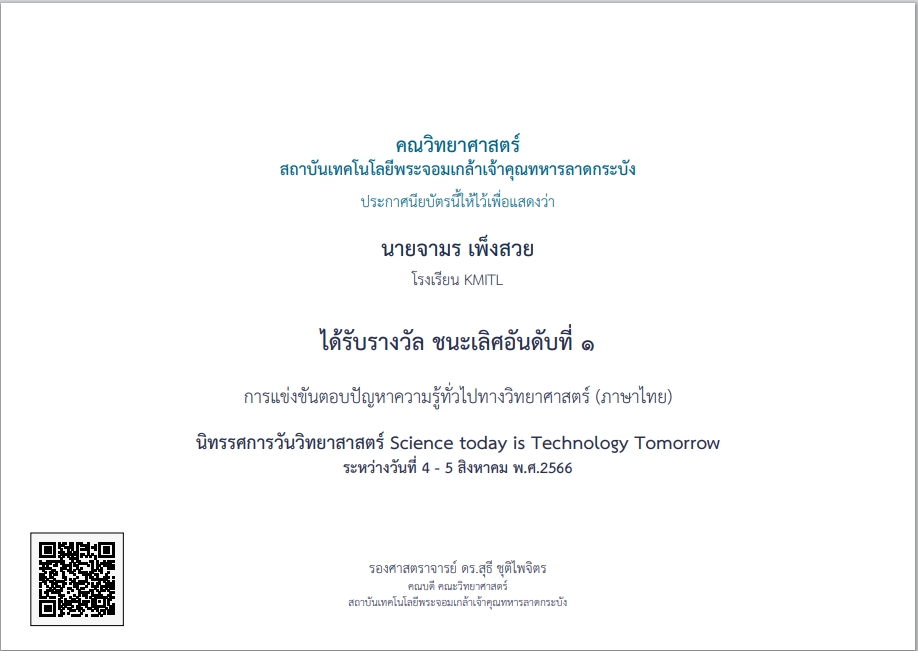 คณวิทยาศาสตร์
สถาบันเทคโนโลยีพระจอมเกล้าเจ้าคุณทหารลาดกระบัง
ประกาศนียบัตรนี้ให้ไว้เพื่อแสดงว่า
นายจามร เพ็งสวย
โรงเรียน KMITL
ได้รับรางวัล ชนะเลิศอันดับที่ ๑
การแข่งขันตอบปัญหาความรู้ทั่วไปทางวิทยาศาสตร์ (ภาษาไทย)
นิทรรศการวันวิทยาสาสตร์ Science today is Technology Tomorrow
ระหว่างวันที่ 4 - 5 สิงหาคม พ.ศ.2566
รองศาสตราจารย์ ดร.สุธี ชุติไพจิตร
คณบดี คณะวิทยาศาสตร์
สถาบันเทคโนโลยีพระจอมเกล้าเจ้าคุณทหารลาดกระบัง